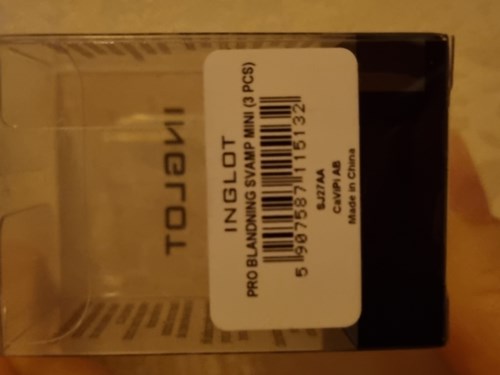 INGLOT
PRO BLANDNING SVAMP MINI (3 PCS)
5 907587 115132
SJ27AA
CaViPi AB
Made in China
INGLOT